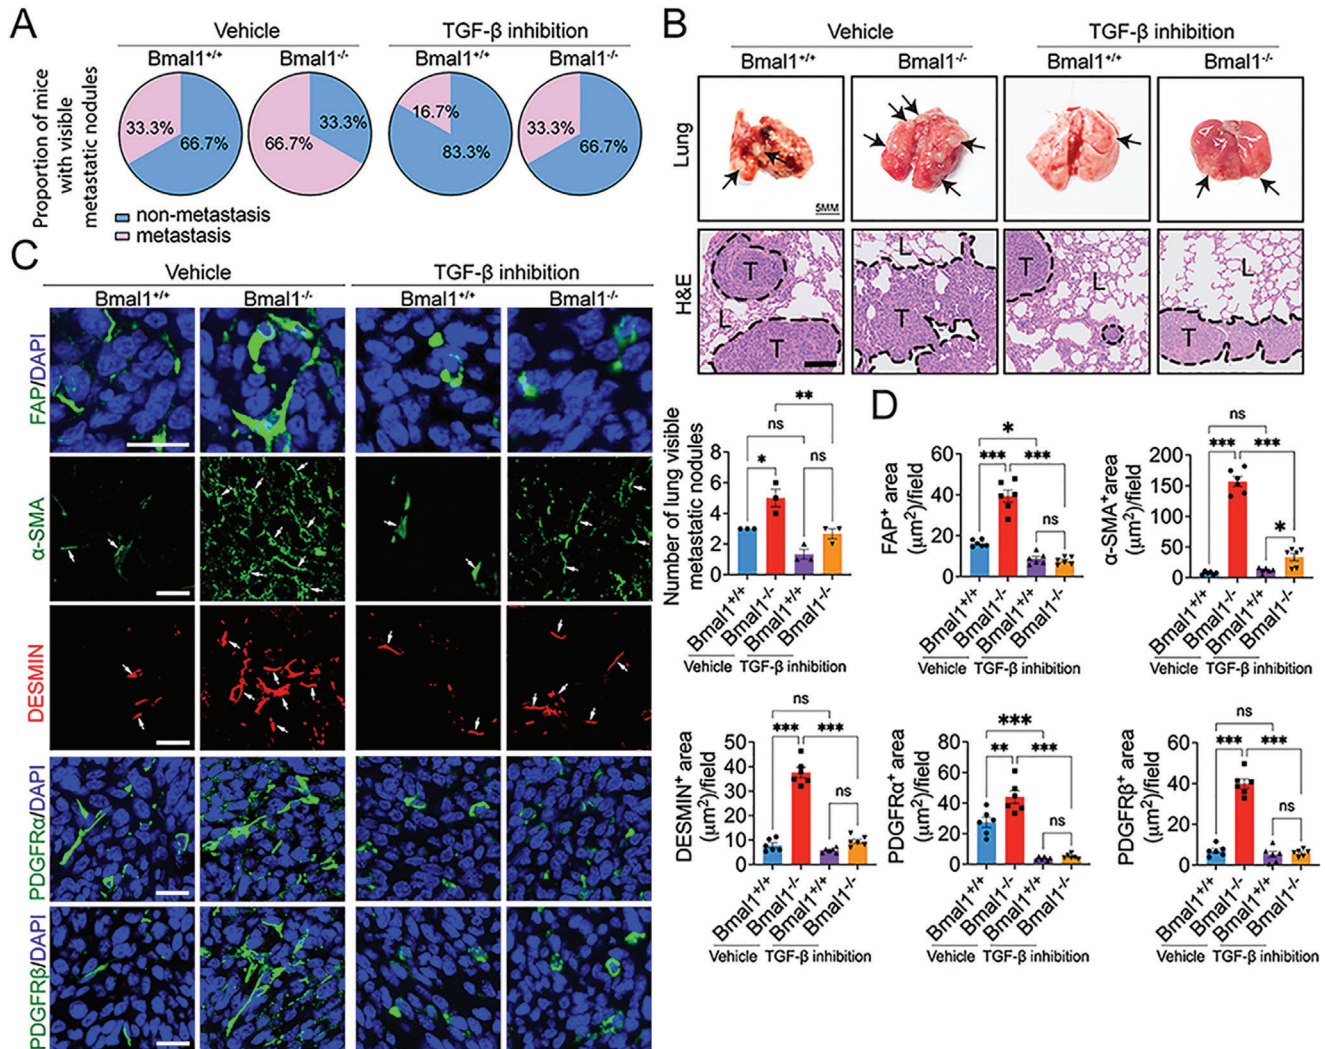 A
Vehicle
TGF-β inhibition
Bmal1+/+
Bmal1-/-
Bmal1+/+
Bmal1-/-
Proportion of mice
with visible
metastatic nodules
33.3%
66.7%
66.7%
33.3%
16.7%
83.3%
33.3%
66.7%
non-metastasis
metastasis
B
Vehicle
TGF-β inhibition
Bmal1+/+
Bmal1-/-
Bmal1+/+
Bmal1-/-
Lung
5MM
H&E
T
L
T
L
T
T
L
L
T
Number of lung visible
metastatic nodules
8
6
4
2
0
**
ns
*
ns
Bmal1+/+
Bmal1-/-
Bmal1+/+
Bmal1-/-
Vehicle
TGF-β inhibition
C
Vehicle
TGF-β inhibition
Bmal1+/+
Bmal1-/-
Bmal1+/+
Bmal1-/-
FAP/DAPI
α-SMA
DESMIN
PDGFRα/DAPI
PDGFRβ/DAPI
D
FAP+ area
(μm2)/field
60
40
20
0
*
***
***
ns
Bmal1+/+
Bmal1-/-
Bmal1+/+
Bmal1-/-
Vehicle
TGF-β inhibition
α-SMA+ area
(μm2)/field
200
150
100
50
0
ns
***
***
*
Bmal1+/+
Bmal1-/-
Bmal1+/+
Bmal1-/-
Vehicle
TGF-β inhibition
DESMIN+ area
(μm2)/field
50
40
30
20
10
0
ns
***
***
ns
Bmal1+/+
Bmal1-/-
Bmal1+/+
Bmal1-/-
Vehicle
TGF-β inhibition
PDGFRα+ area
(μm2)/field
80
60
40
20
0
***
**
***
ns
Bmal1+/+
Bmal1-/-
Bmal1+/+
Bmal1-/-
Vehicle
TGF-β inhibition
PDGFRβ+ area
(μm2)/field
60
40
20
0
ns
***
***
ns
Bmal1+/+
Bmal1-/-
Bmal1+/+
Bmal1-/-
Vehicle
TGF-β inhibition